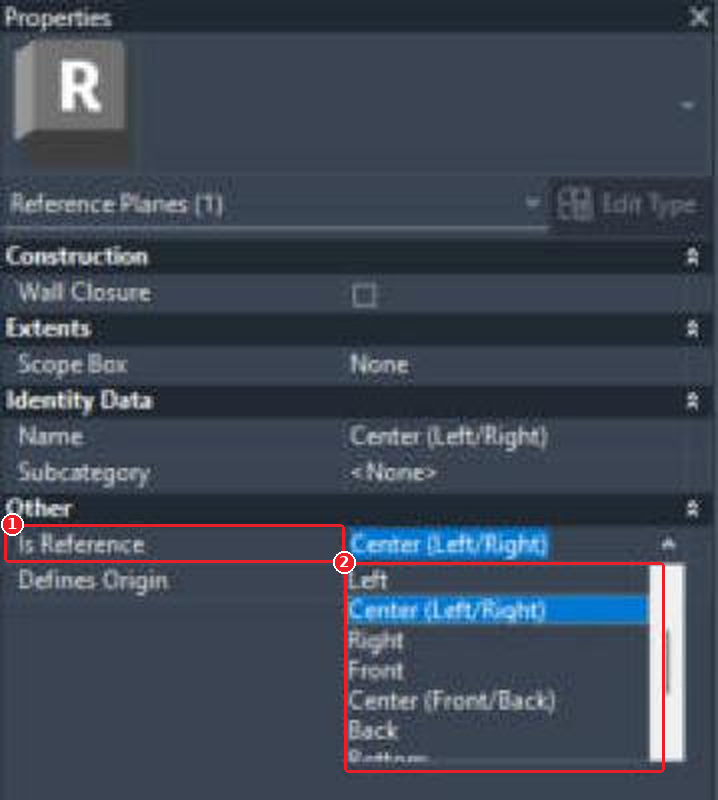 Properties
R
Reference Planes (1)
Edit Type
Construction
Wall Closure
Extents
Scope Box None
Identity Data
Name Center (Left/Right)
Subcategory <None>
Other
1
Is Reference Center (Left/Right)
2
Defines Origin
Left
Center (Left/Right)
Right
Front
Center (Front/Back)
Back
Bottom